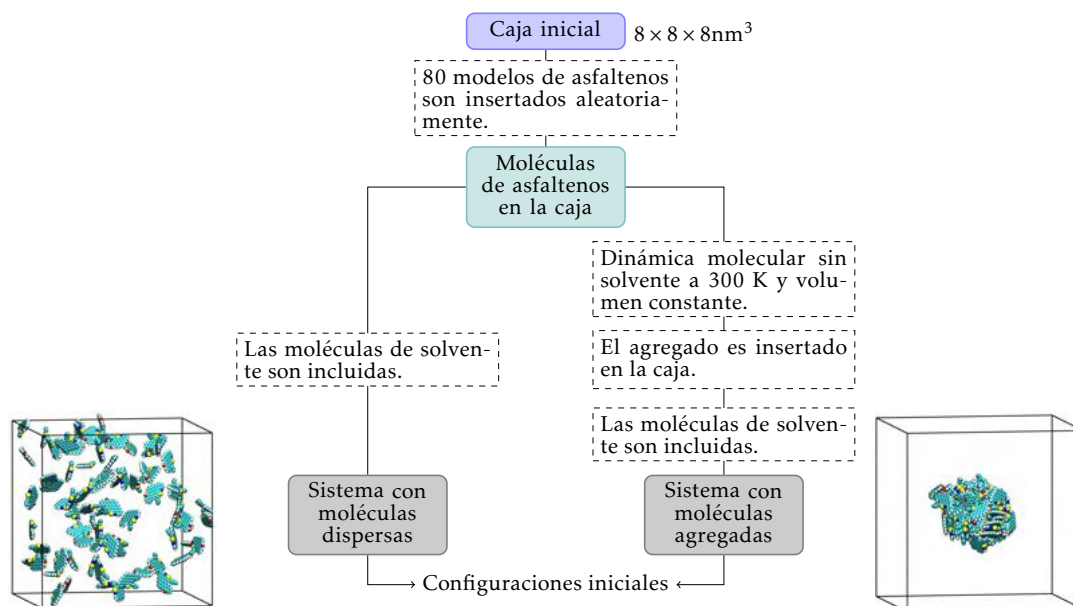 Caja inicial 8 × 8 × 8nm³
80 modelos de asfaltenos
son insertados aleatoria-
mente.
Moléculas
de asfaltenos
en la caja
Las moléculas de solven-
te son incluidas.
Dinámica molecular sin
solvente a 300 K y volu-
men constante.
El agregado es insertado
en la caja.
Las moléculas de solven-
te son incluidas.
Sistema con
moléculas
dispersas
Sistema con
moléculas
agregadas
Configuraciones iniciales